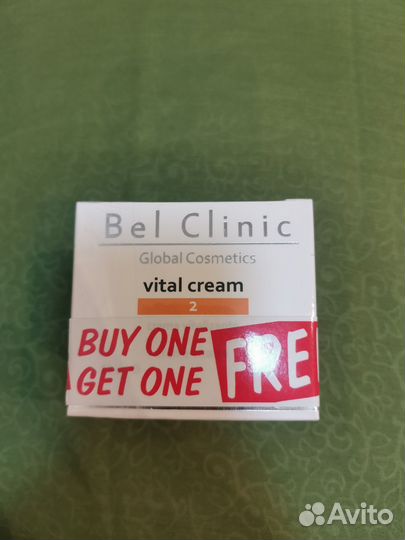 Bel Clinic
Global Cosmetics
vital cream
2
BUY ONE
GET ONE
FRE
Avito